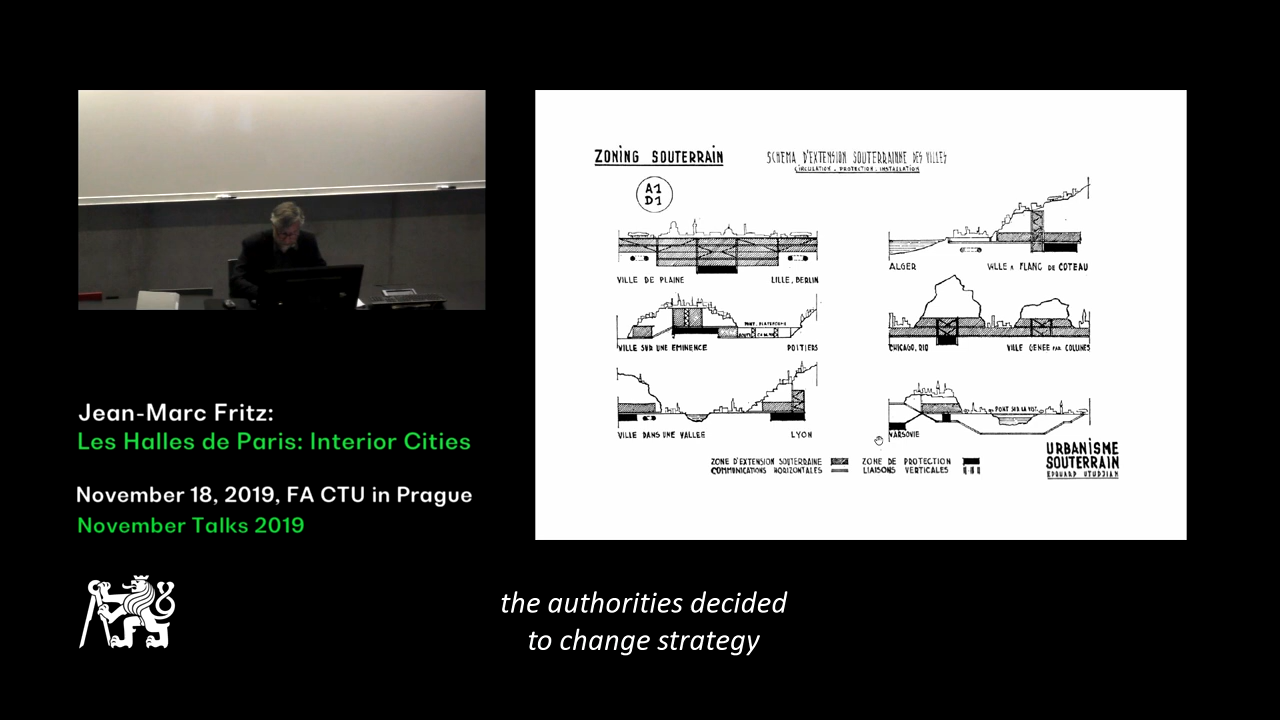 Jean-Marc Fritz:
Les Halles de Paris: Interior Cities
November 18, 2019, FA CTU in Prague
November Talks 2019
ZONING SOUTERRAIN
SCHEMA D'EXTENSION SOUTERRAINNE DES VILLES
CIRCULATION . PROTECTION . INSTALLATION
A1
D1
VILLE DE PLAINE LILLE, BERLIN
ALGER VILLE A FLANC DE COTEAU
VILLE SUR UNE EMINENCE POITIERS
CHICAGO, RIO VILLE GENEE PAR COLLINES
VILLE DANS UNE VALLEE LYON
PONT SUR LA
VARSOVIE
ZONE D'EXTENSION SOUTERRAINE ZONE DE PROTECTION
COMMUNICATIONS HORIZONTALES LIAISONS VERTICALES
URBANISME
SOUTERRAIN
EDOUARD UTUDJIAN
the authorities decided
to change strategy